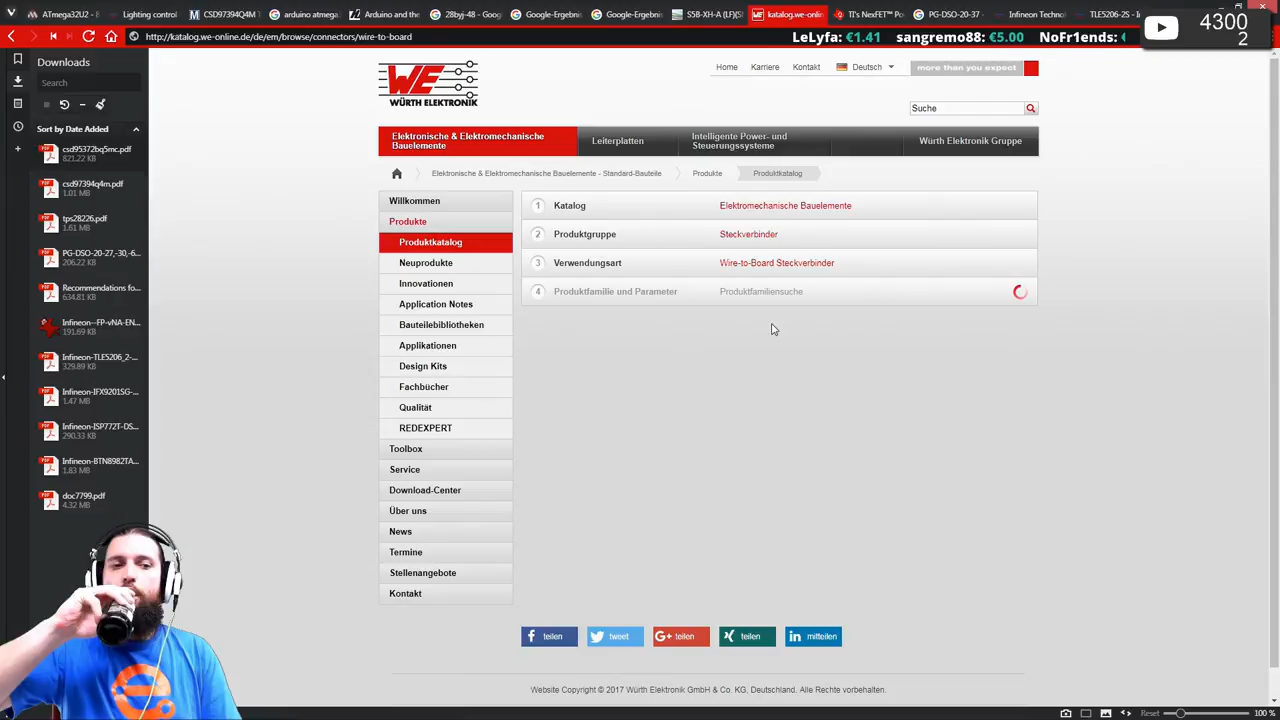 ATmega32U2 -
Lighting control
CSD97394Q4M |
arduino atmega3
Arduino and the
28byj-48 - Goog
Google-Ergebnis
Google-Ergebnis
S5B-XH-A (LF)(S
katalog.we-onlin
TI's NexFET™ Po
PG-DSO-20-37 -
Infineon Techno
TLE5206-2S - Inf
http://katalog.we-online.de/de/em/browse/connectors/wire-to-board
LeLyfa: €1.41 sangremo88: €5.00 NoFr1ends: €
4300
2
Downloads
Search
Sort by Date Added
csd95372bq5mc.pdf
821.22 KB
csd97394q4m.pdf
1.01 MB
tps28226.pdf
1.61 MB
PG-DSO-20-27,-30,-6...
206.22 KB
Recommendations fo...
634.81 KB
Infineon--FP-vNA-EN...
191.69 KB
Infineon-TLE5206_2-...
329.89 KB
Infineon-IFX9201SG-...
1.47 MB
Infineon-ISP772T-DS...
290.33 KB
Infineon-BTN8982TA...
1.83 MB
doc7799.pdf
4.32 MB
WE
WÜRTH ELEKTRONIK
Home
Karriere
Kontakt
Deutsch
more than you expect
Suche
Elektronische & Elektromechanische
Bauelemente
Leiterplatten
Intelligente Power- und
Steuerungssysteme
Würth Elektronik Gruppe
Elektronische & Elektromechanische Bauelemente - Standard-Bauteile
Produkte
Produktkatalog
Willkommen
Produkte
Produktkatalog
Neuprodukte
Innovationen
Application Notes
Bauteilebibliotheken
Applikationen
Design Kits
Fachbücher
Qualität
REDEXPERT
Toolbox
Service
Download-Center
Über uns
News
Termine
Stellenangebote
Kontakt
1 Katalog Elektromechanische Bauelemente
2 Produktgruppe Steckverbinder
3 Verwendungsart Wire-to-Board Steckverbinder
4 Produktfamilie und Parameter Produktfamiliensuche
teilen
tweet
teilen
teilen
mitteilen
Website Copyright © 2017 Würth Elektronik GmbH & Co. KG, Deutschland. Alle Rechte vorbehalten.
Reset
100 %